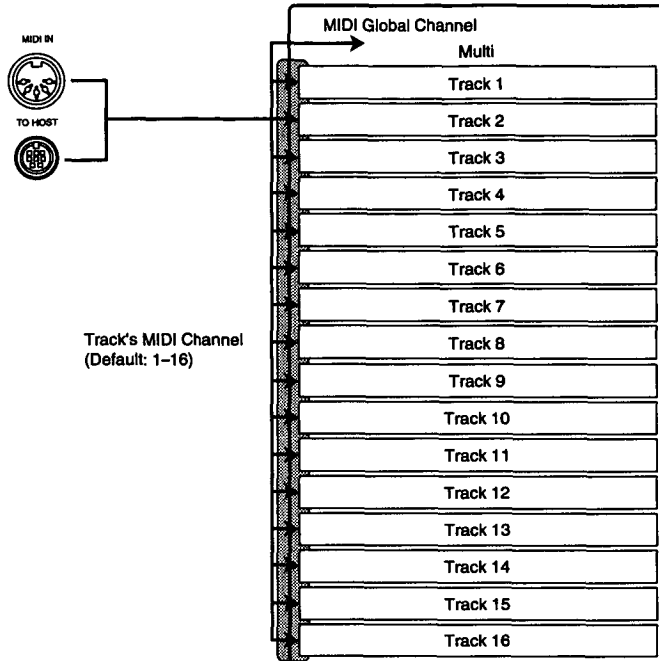 MIDI Global Channel
MIDI IN
Multi
Track 1
TO HOST
Track 2
Track 3
Track 4
Track 5
Track 6
Track 7
Track's MIDI Channel
(Default: 1–16)
Track 8
Track 9
Track 10
Track 11
Track 12
Track 13
Track 14
Track 15
Track 16